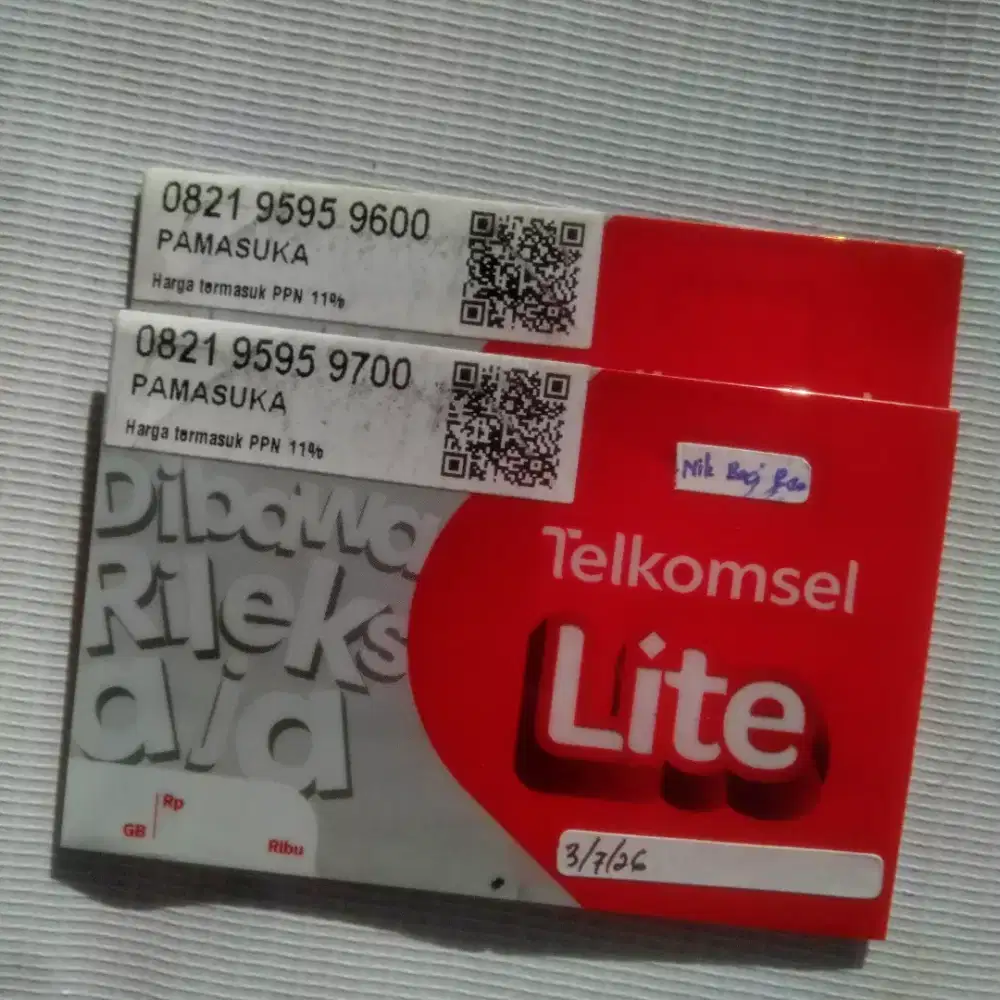 0821 9595 9600
PAMASUKA
Harga termasuk PPN 11%
0821 9595 9700
PAMASUKA
Harga termasuk PPN 11%
Nik
Telkomsel
Lite
Dibawa
Rileks
aja
Rp
GB
Ribu
3/7/26